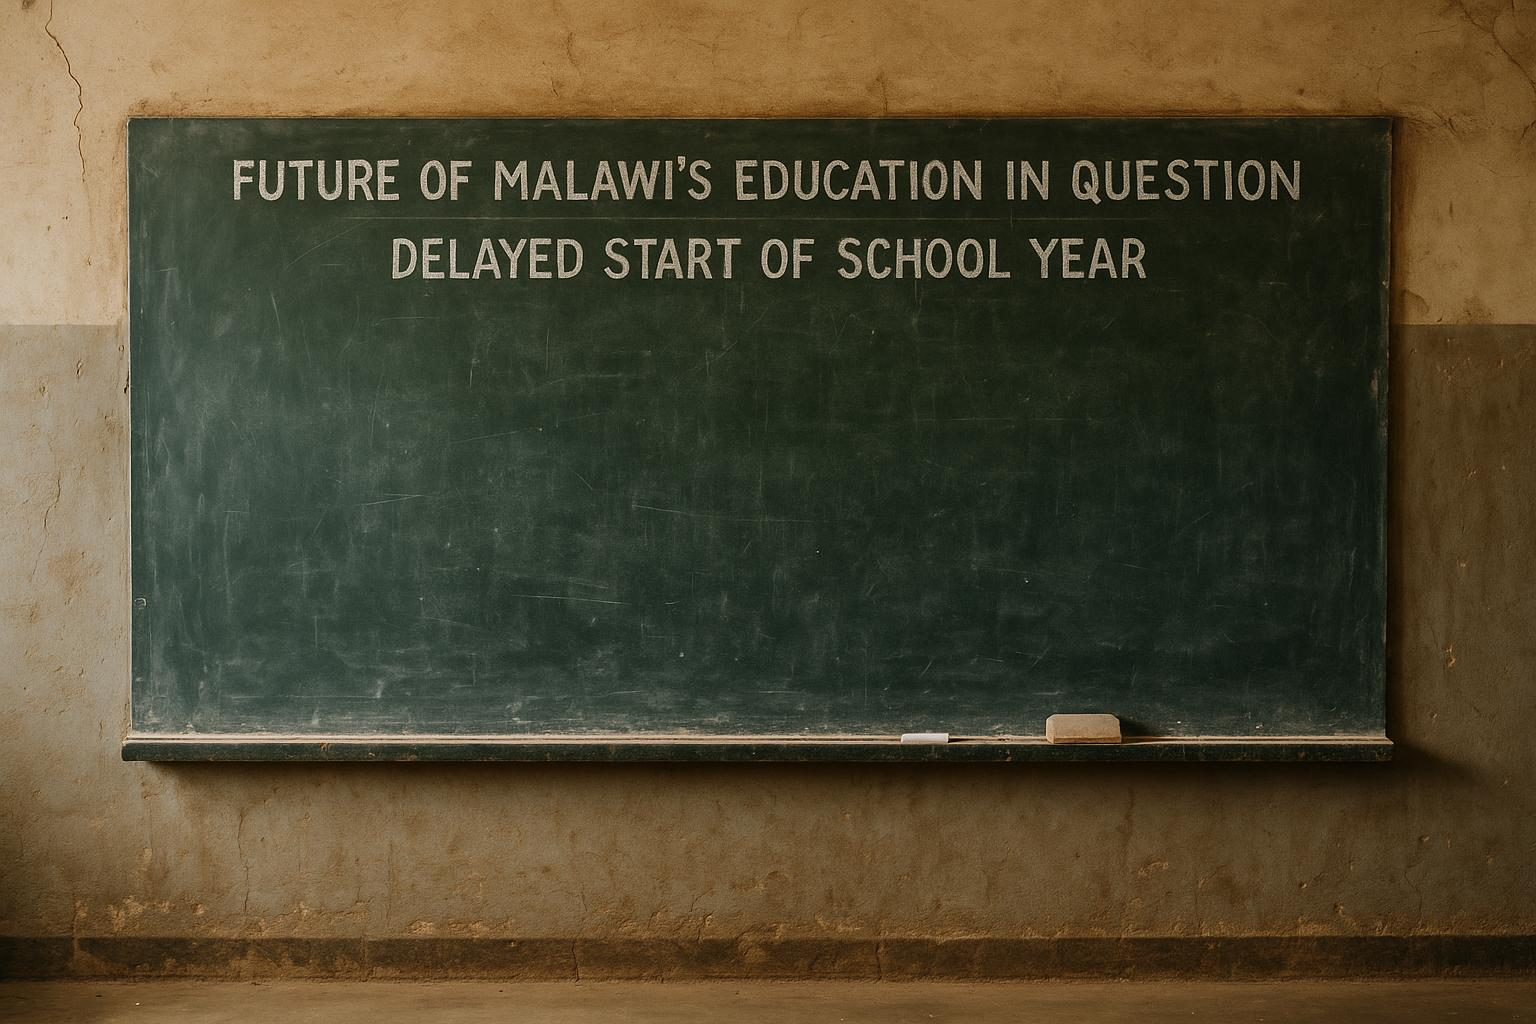 FUTURE OF MALAWI'S EDUCATION IN QUESTION
DELAYED START OF SCHOOL YEAR